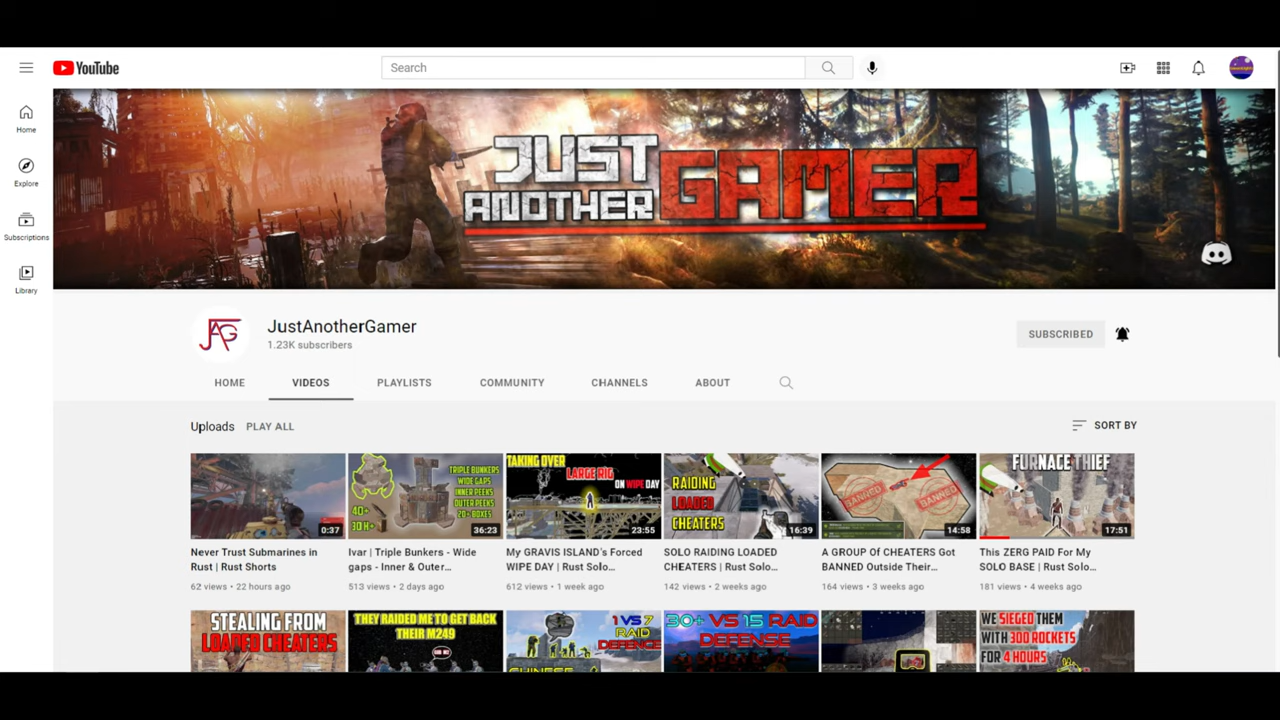 YouTube
Search
Home
Explore
Subscriptions
Library
JUST
ANOTHER
GAMER
JAG
JustAnotherGamer
1.23K subscribers
SUBSCRIBED
HOME
VIDEOS
PLAYLISTS
COMMUNITY
CHANNELS
ABOUT
Uploads
PLAY ALL
SORT BY
0:37
TRIPLE BUNKERS
WIDE GAPS
INNER PEEKS
OUTER PEEKS
20+ BOXES
40+
30 H+
36:23
TAKING OVER
LARGE RIG
ON WIPE DAY
23:55
RAIDING
LOADED
CHEATERS
16:39
BANNED
BANNED
14:58
FURNACE THIEF
17:51
Never Trust Submarines in
Rust | Rust Shorts
62 views • 22 hours ago
Ivar | Triple Bunkers - Wide
gaps - Inner & Outer...
513 views • 2 days ago
My GRAVIS ISLAND's Forced
WIPE DAY | Rust Solo...
612 views • 1 week ago
SOLO RAIDING LOADED
CHEATERS | Rust Solo...
142 views • 2 weeks ago
A GROUP Of CHEATERS Got
BANNED Outside Their...
164 views • 3 weeks ago
This ZERG PAID For My
SOLO BASE | Rust Solo...
181 views • 4 weeks ago
STEALING FROM
LOADED CHEATERS
THEY RAIDED ME TO GET BACK
THEIR M249
1 VS 7
RAID
DEFENCE
CHINESE
30+ VS 15 RAID
DEFENSE
WE SIEGED THEM
WITH 300 ROCKETS
FOR 4 HOURS